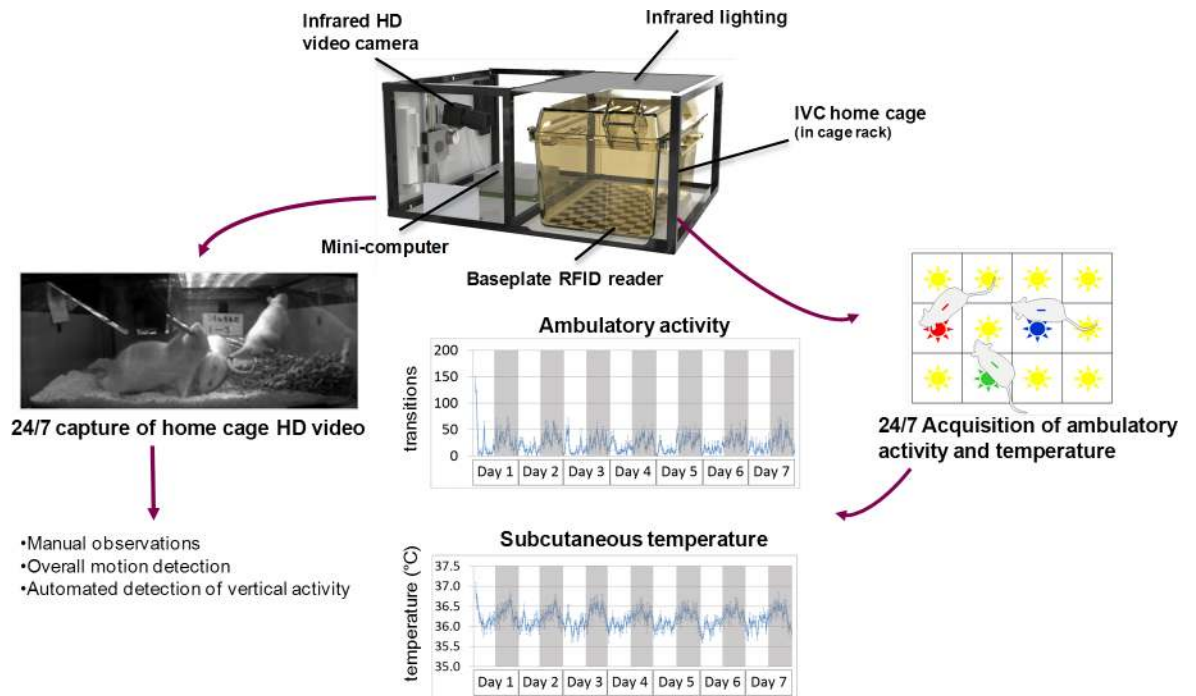 Infrared HD
video camera
Infrared lighting
IVC home cage
(in cage rack)
Mini-computer
Baseplate RFID reader
24/7 capture of home cage HD video
•Manual observations
•Overall motion detection
•Automated detection of vertical activity
Ambulatory activity
transitions
200
150
100
50
0
Day 1 Day 2 Day 3 Day 4 Day 5 Day 6 Day 7
24/7 Acquisition of ambulatory
activity and temperature
Subcutaneous temperature
temperature (°C)
37.5
37.0
36.5
36.0
35.5
35.0
Day 1 Day 2 Day 3 Day 4 Day 5 Day 6 Day 7